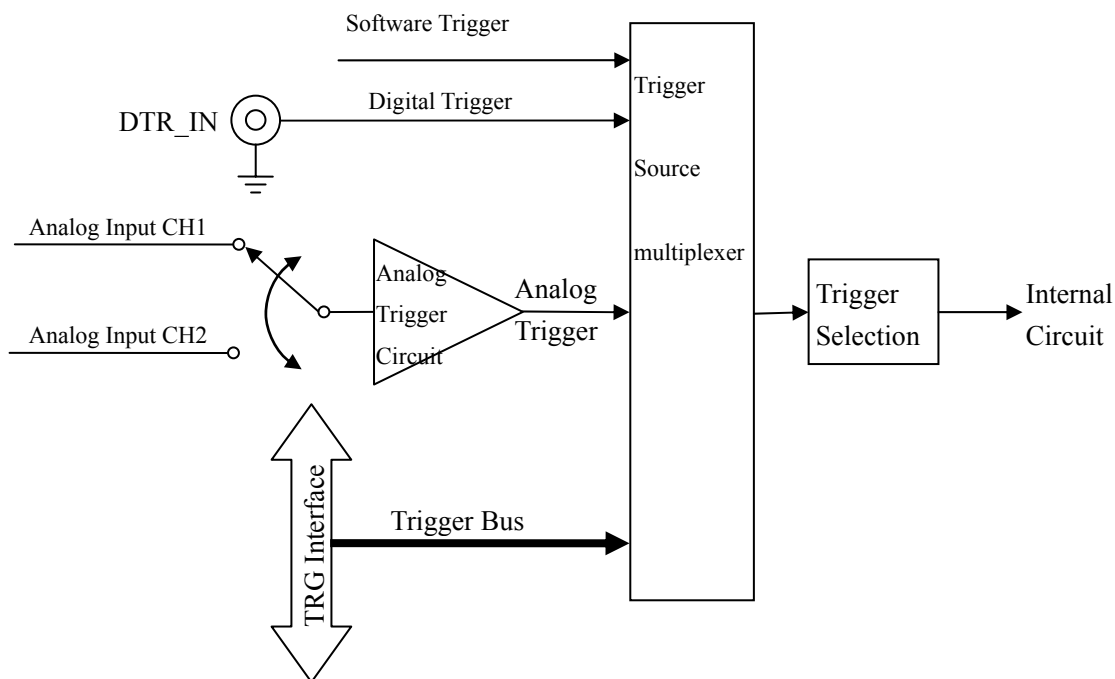 Software Trigger
Digital Trigger
DTR_IN
Analog Input CH1
Analog Input CH2
Analog
Trigger
Circuit
Analog
Trigger
Trigger
Source
multiplexer
Trigger
Selection
Internal
Circuit
TRG Interface
Trigger Bus